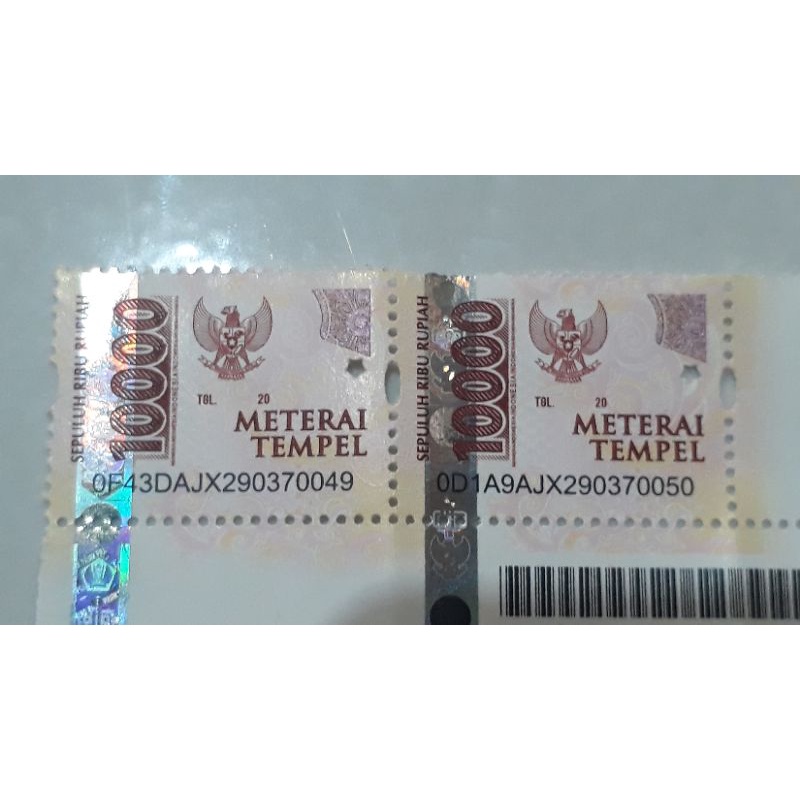 SEPULUH RIBU RUPIAH
10000
TGL. 20
METERAI
TEMPEL
0F43DAJX290370049
SEPULUH RIBU RUPIAH
10000
TGL. 20
METERAI
TEMPEL
0D1A9AJX290370050